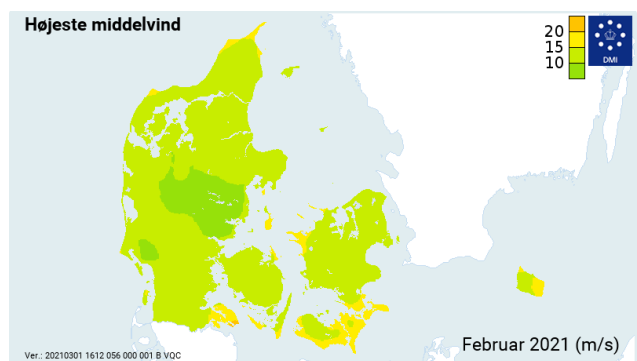 Højeste middelvind
20
15
10
DMI
Februar 2021 (m/s)
Ver.: 20210301 1612 056 000 001 B VQC